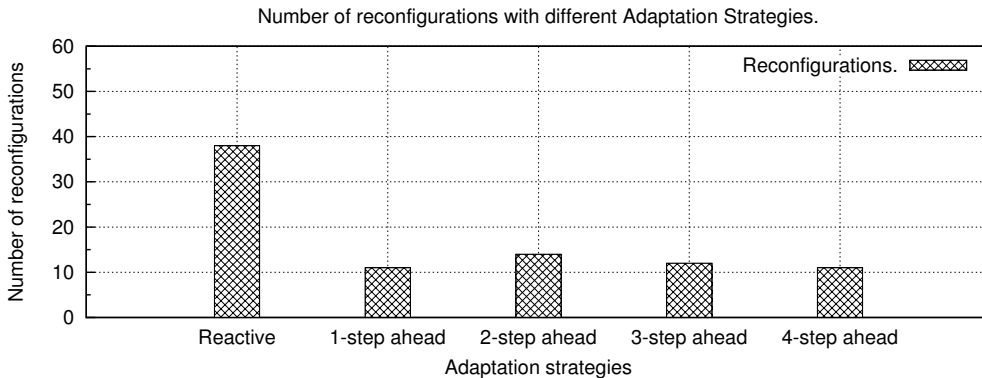 Number of reconfigurations with different Adaptation Strategies.
Number of reconfigurations
60
50
40
30
20
10
0
Reconfigurations.
Reactive
1-step ahead
2-step ahead
3-step ahead
4-step ahead
Adaptation strategies